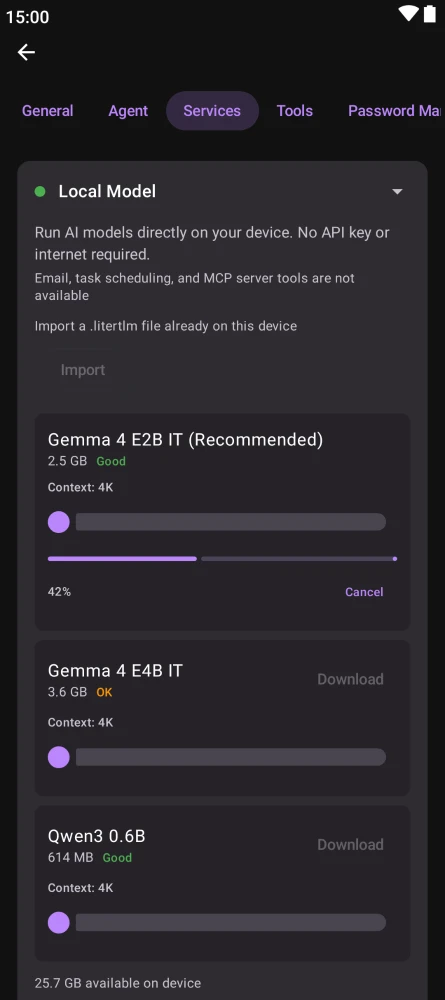 15:00
General Agent Services Tools Password Ma
Local Model
Run AI models directly on your device. No API key or
internet required.
Email, task scheduling, and MCP server tools are not
available
Import a .litertlm file already on this device
Import
Gemma 4 E2B IT (Recommended)
2.5 GB Good
Context: 4K
42% Cancel
Gemma 4 E4B IT
Download
3.6 GB OK
Context: 4K
Qwen3 0.6B
Download
614 MB Good
Context: 4K
25.7 GB available on device